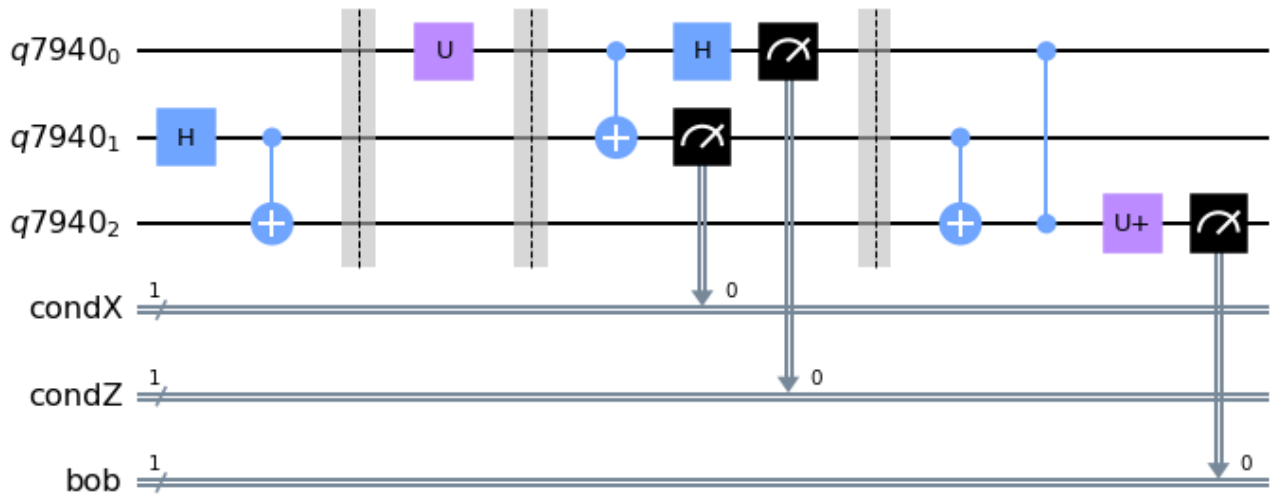 q7940₀ U H
q7940₁ H
q7940₂ U+
condX 1 0
condZ 1 0
bob 1 0